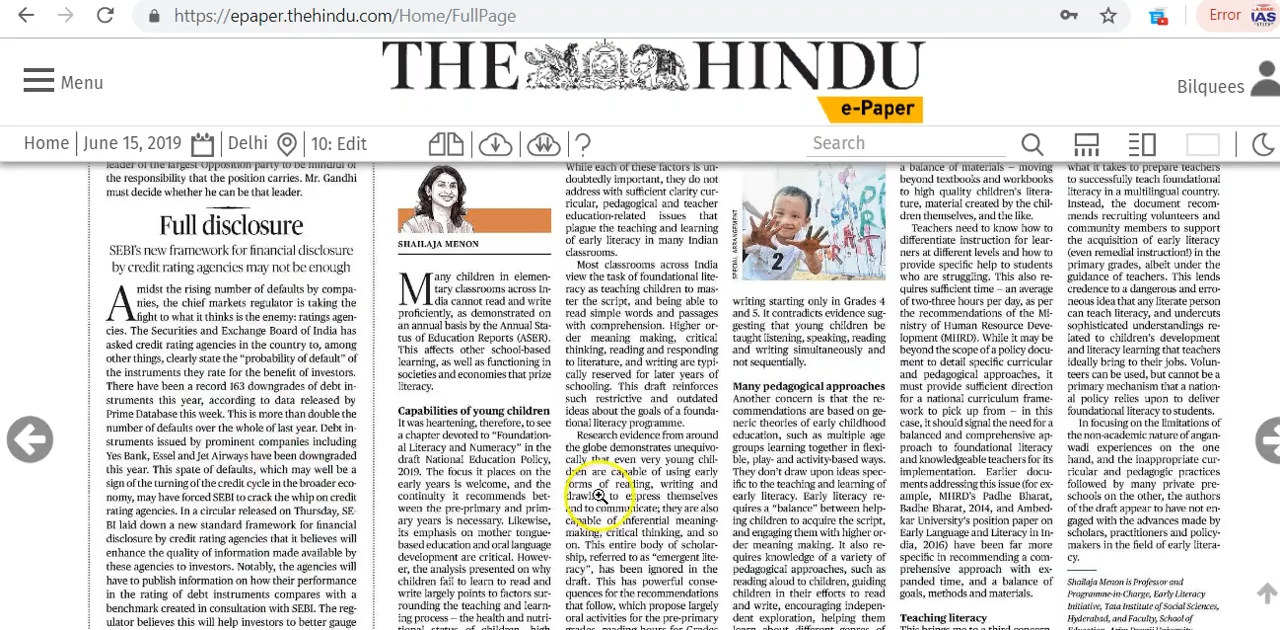 https://epaper.thehindu.com/Home/FullPage
Error
IAS
THE HINDU
e-Paper
Menu
Bilquees
Home
June 15, 2019
Delhi
10: Edit
?
Search
leader of the largest Opposition party to be mindful of
the responsibility that the position carries. Mr. Gandhi
must decide whether he can be that leader.
Full disclosure
SEBI's new framework for financial disclosure
by credit rating agencies may not be enough
Amidst the rising number of defaults by compa-
nies, the chief markets regulator is taking the
fight to what it thinks is the enemy: ratings agen-
cies. The Securities and Exchange Board of India has
asked credit rating agencies in the country to, among
other things, clearly state the “probability of default” of
the instruments they rate for the benefit of investors.
There have been a record 163 downgrades of debt in-
struments this year, according to data released by
Prime Database this week. This is more than double the
number of defaults over the whole of last year. Debt in-
struments issued by prominent companies including
Yes Bank, Essel and Jet Airways have been downgraded
this year. This spate of defaults, which may well be a
sign of the turning of the credit cycle in the broader eco-
nomy, may have forced SEBI to crack the whip on credit
rating agencies. In a circular released on Thursday, SE-
BI laid down a new standard framework for financial
disclosure by credit rating agencies that it believes will
enhance the quality of information made available by
these agencies to investors. Notably, the agencies will
have to publish information on how their performance
in the rating of debt instruments compares with a
benchmark created in consultation with SEBI. The reg-
ulator believes this will help investors to better gauge
SHAILAJA MENON
Many children in elemen-
tary classrooms across In-
dia cannot read and write
proficiently, as demonstrated on
an annual basis by the Annual Sta-
tus of Education Reports (ASER).
This affects other school-based
learning, as well as functioning in
societies and economies that prize
literacy.
Capabilities of young children
It was heartening, therefore, to see
a chapter devoted to “Foundation-
al Literacy and Numeracy” in the
draft National Education Policy,
2019. The focus it places on the
early years is welcome, and the
continuity it recommends bet-
ween the pre-primary and prim-
ary years is necessary. Likewise,
its emphasis on mother tongue-
based education and oral language
development are critical. Howev-
er, the analysis presented on why
children fail to learn to read and
write largely points to factors sur-
rounding the teaching and learn-
ing process – the health and nutri-
tional status of children, high
While each of these factors is un-
doubtedly important, they do not
address with sufficient clarity cur-
ricular, pedagogical and teacher
education-related issues that
plague the teaching and learning
of early literacy in many Indian
classrooms.
Most classrooms across India
view the task of foundational liter-
acy as teaching children to mas-
ter the script, and being able to
read simple words and passages
with comprehension. Higher or-
der meaning making, critical
thinking, reading and responding
to literature, and writing are typi-
cally reserved for later years of
schooling. This draft reinforces
such restrictive and outdated
ideas about the goals of a founda-
tional literacy programme.
Research evidence from around
the globe demonstrates unequivo-
cally that even very young chil-
dren are capable of using early
forms of reading, writing and
drawing to express themselves
and to communicate; they are also
capable of inferential meaning-
making, critical thinking, and so
on. This entire body of scholar-
ship, referred to as “emergent lite-
racy”, has been ignored in the
draft. This has powerful conse-
quences for the recommendations
that follow, which propose largely
oral activities for the pre-primary
grades, reading hours for Grades
SPECIAL ARRANGEMENT
2
writing starting only in Grades 4
and 5. It contradicts evidence sug-
gesting that young children be
taught listening, speaking, reading
and writing simultaneously and
not sequentially.
Many pedagogical approaches
Another concern is that the re-
commendations are based on ge-
neric theories of early childhood
education, such as multiple age
groups learning together in flexi-
ble, play- and activity-based ways.
They don't draw upon ideas spec-
ific to the teaching and learning of
early literacy. Early literacy re-
quires a “balance” between help-
ing children to acquire the script,
and engaging them with higher or-
der meaning making. It also re-
quires knowledge of a variety of
pedagogical approaches, such as
reading aloud to children, guiding
children in their efforts to read
and write, encouraging indepen-
dent exploration, helping them
learn about different genres of
a balance of materials – moving
beyond textbooks and workbooks
to high quality children's litera-
ture, material created by the chil-
dren themselves, and the like.
Teachers need to know how to
differentiate instruction for learn-
ers at different levels and how to
provide specific help to students
who are struggling. This also re-
quires sufficient time – an average
of two-three hours per day, as per
the recommendations of the Mi-
nistry of Human Resource Deve-
lopment (MHRD). While it may be
beyond the scope of a policy docu-
ment to detail specific curricular
and pedagogical approaches, it
must provide sufficient direction
for a national curriculum frame-
work to pick up from – in this
case, it should signal the need for a
balanced and comprehensive ap-
proach to foundational literacy
and knowledgeable teachers for its
implementation. Earlier docu-
ments addressing this issue (for ex-
ample, MHRD's Padhe Bharat,
Badhe Bharat, 2014, and Ambed-
kar University's position paper on
Early Language and Literacy in In-
dia, 2016) have been far more
specific in recommending a com-
prehensive approach with ex-
panded time, and a balance of
goals, methods and materials.
Teaching literacy
This brings me to a third concern
what it takes to prepare teachers
to successfully teach foundational
literacy in a multilingual country.
Instead, the document recom-
mends recruiting volunteers and
community members to support
the acquisition of early literacy
(even remedial instruction!) in the
primary grades, albeit under the
guidance of teachers. This lends
credence to a dangerous and erro-
neous idea that any literate person
can teach literacy, and undercuts
sophisticated understandings re-
lated to children's development
and literacy learning that teachers
ideally bring to their jobs. Volun-
teers can be used, but cannot be a
primary mechanism that a nation-
al policy relies upon to deliver
foundational literacy to students.
In focusing on the limitations of
the non-academic nature of angan-
wadi experiences on the one
hand, and the inappropriate cur-
ricular and pedagogic practices
followed by many private pre-
schools on the other, the authors
of the draft appear to have not en-
gaged with the advances made by
scholars, practitioners and policy-
makers in the field of early litera-
cy.
Shailaja Menon is Professor and
Programme-in-Charge, Early Literacy
Initiative, Tata Institute of Social Sciences,
Hyderabad, and Faculty, School of